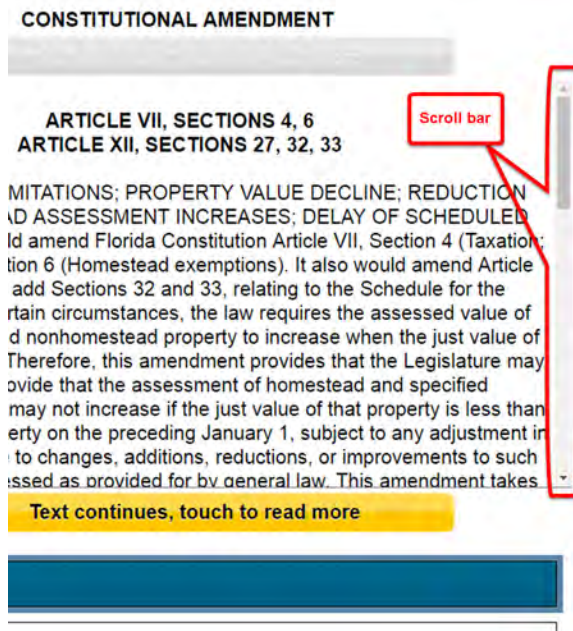 CONSTITUTIONAL AMENDMENT
ARTICLE VII, SECTIONS 4, 6
ARTICLE XII, SECTIONS 27, 32, 33
Scroll bar
MITATIONS; PROPERTY VALUE DECLINE; REDUCTION
AD ASSESSMENT INCREASES; DELAY OF SCHEDULED
ld amend Florida Constitution Article VII, Section 4 (Taxation;
tion 6 (Homestead exemptions). It also would amend Article
add Sections 32 and 33, relating to the Schedule for the
rtain circumstances, the law requires the assessed value of
d nonhomestead property to increase when the just value of
Therefore, this amendment provides that the Legislature may
ovide that the assessment of homestead and specified
may not increase if the just value of that property is less than
erty on the preceding January 1, subject to any adjustment in
to changes, additions, reductions, or improvements to such
essed as provided for by general law. This amendment takes
Text continues, touch to read more